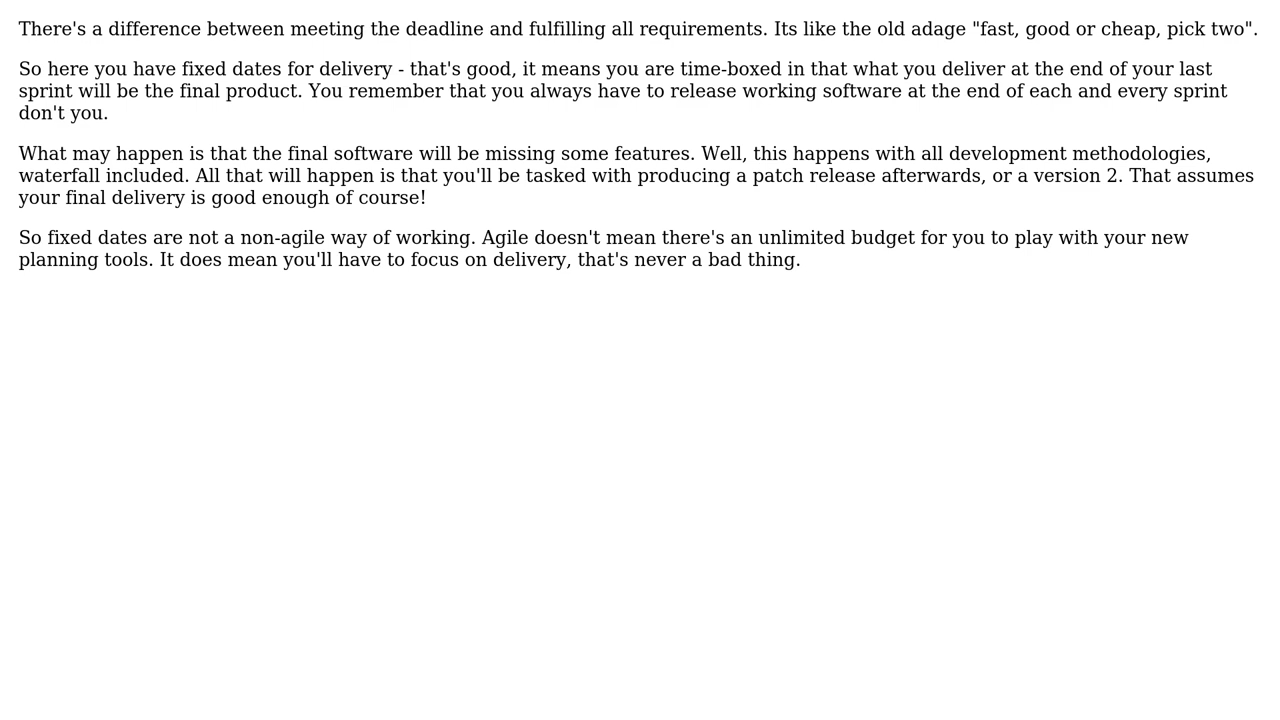 There's a difference between meeting the deadline and fulfilling all requirements. Its like the old adage "fast, good or cheap, pick two".
So here you have fixed dates for delivery - that's good, it means you are time-boxed in that what you deliver at the end of your last
sprint will be the final product. You remember that you always have to release working software at the end of each and every sprint
don't you.
What may happen is that the final software will be missing some features. Well, this happens with all development methodologies,
waterfall included. All that will happen is that you'll be tasked with producing a patch release afterwards, or a version 2. That assumes
your final delivery is good enough of course!
So fixed dates are not a non-agile way of working. Agile doesn't mean there's an unlimited budget for you to play with your new
planning tools. It does mean you'll have to focus on delivery, that's never a bad thing.